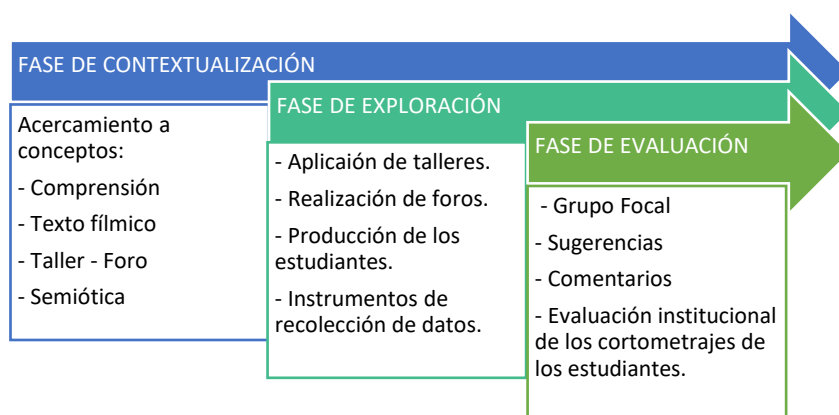 FASE DE CONTEXTUALIZACIÓN
Acercamiento a
conceptos:
- Comprensión
- Texto fílmico
- Taller - Foro
- Semiótica
FASE DE EXPLORACIÓN
- Aplicaión de talleres.
- Realización de foros.
- Producción de los
estudiantes.
- Instrumentos de
recolección de datos.
FASE DE EVALUACIÓN
- Grupo Focal
- Sugerencias
- Comentarios
- Evaluación institucional
de los cortometrajes de
los estudiantes.